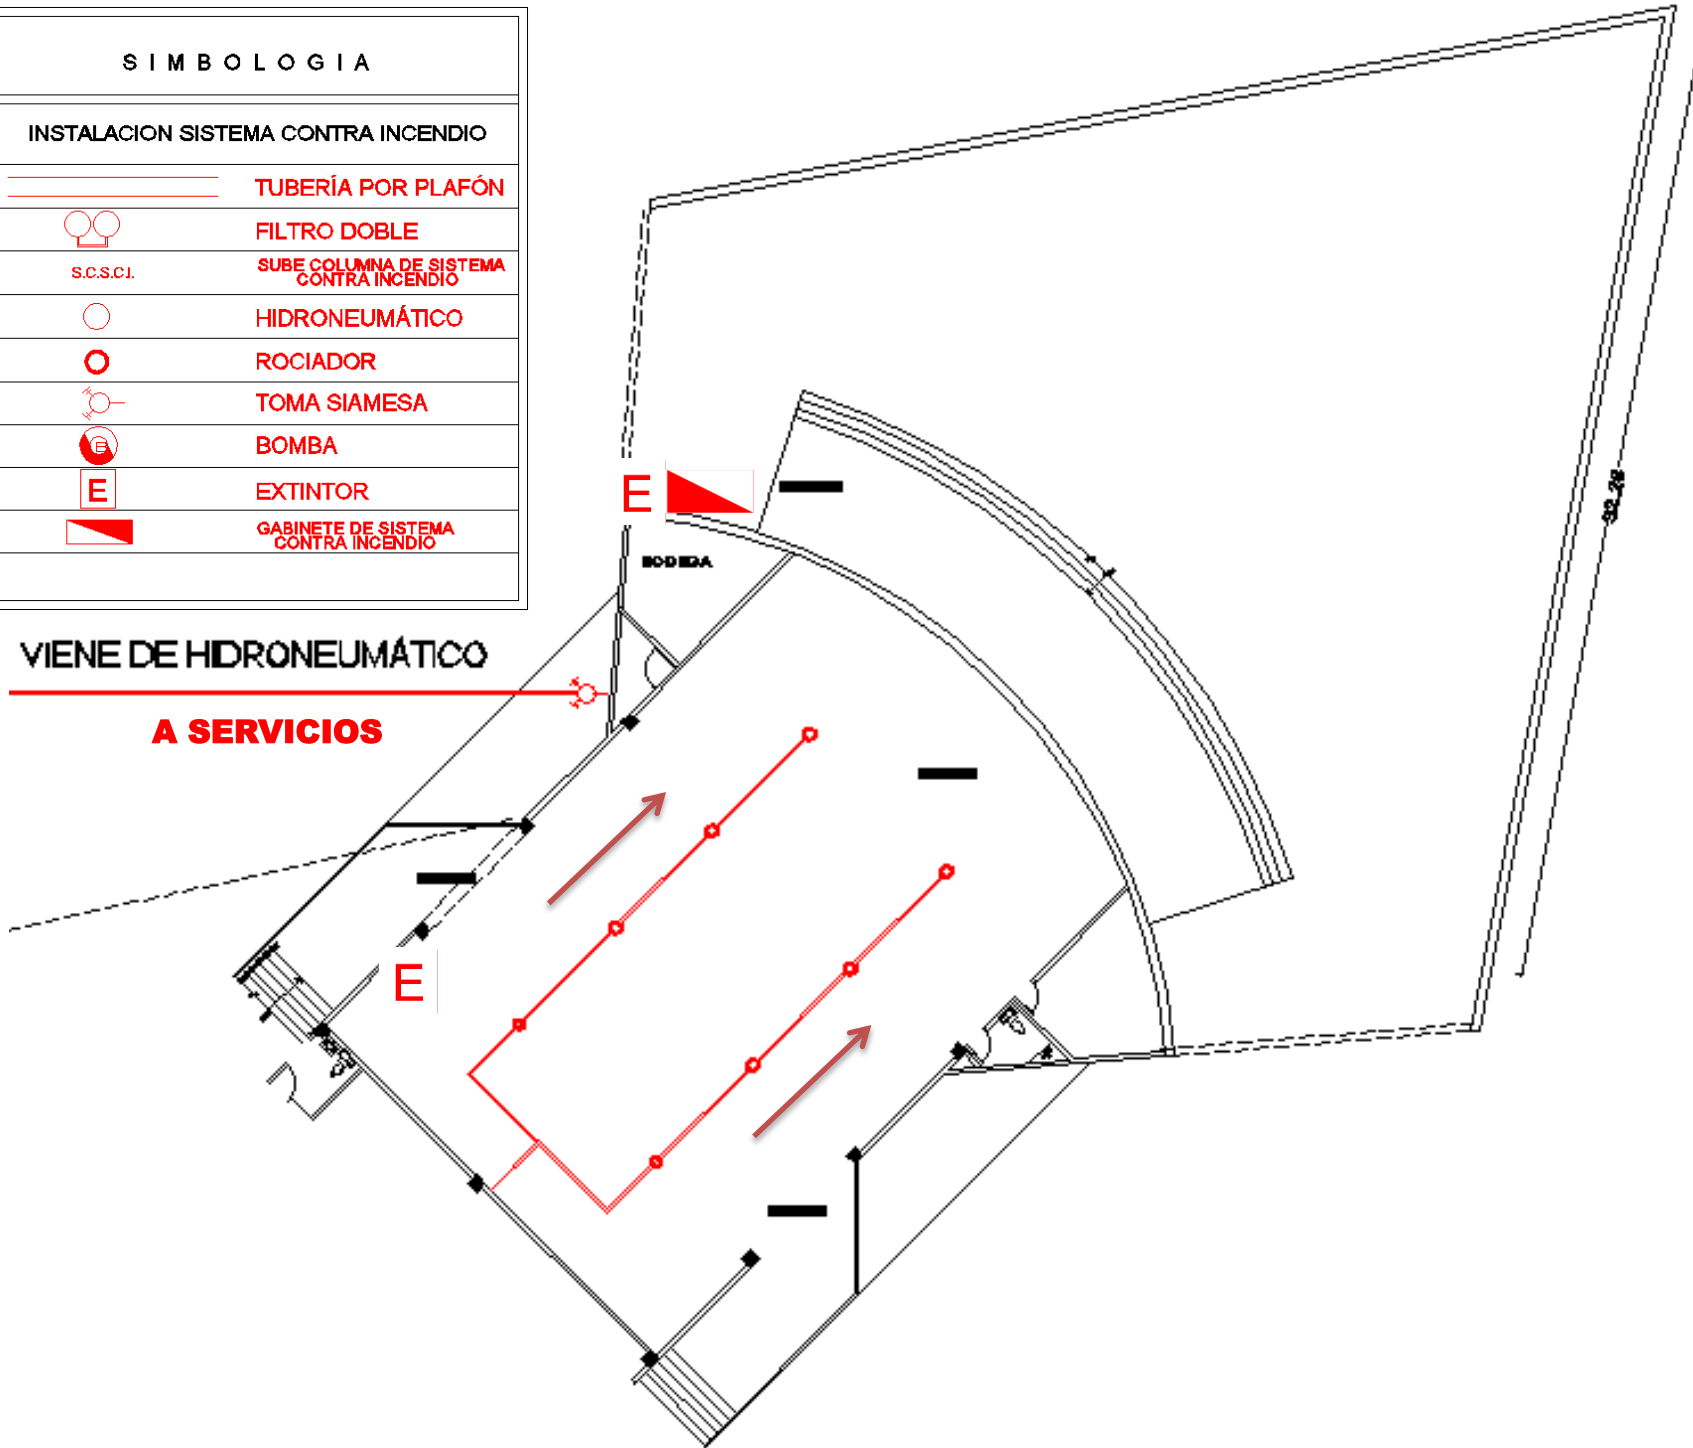 S I M B O L O G I A
INSTALACION SISTEMA CONTRA INCENDIO
TUBERÍA POR PLAFÓN
FILTRO DOBLE
S.C.S.C.I.
SUBE COLUMNA DE SISTEMA
CONTRA INCENDIO
HIDRONEUMÁTICO
ROCIADOR
TOMA SIAMESA
B
BOMBA
E
EXTINTOR
GABINETE DE SISTEMA
CONTRA INCENDIO
E
BODEGA
VIENE DE HIDRONEUMÁTICO
A SERVICIOS
E